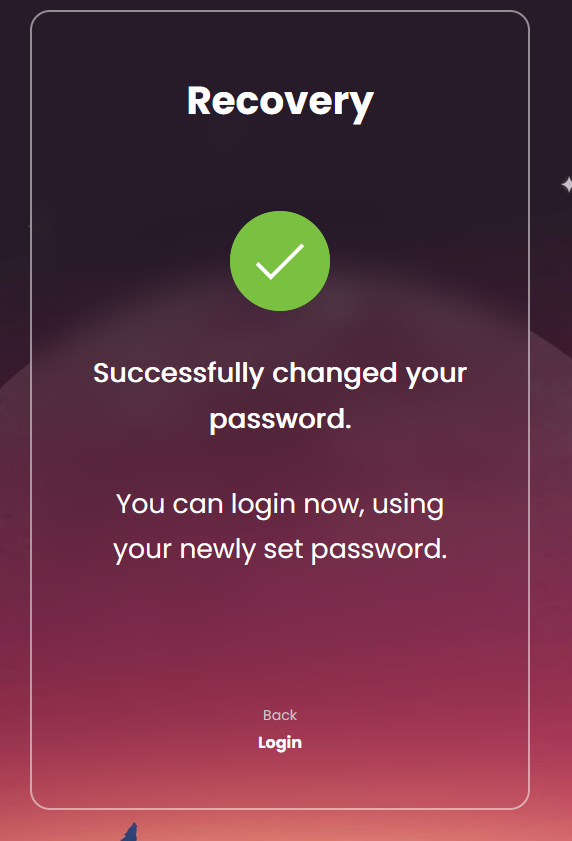 Recovery
Successfully changed your
password.
You can login now, using
your newly set password.
Back
Login